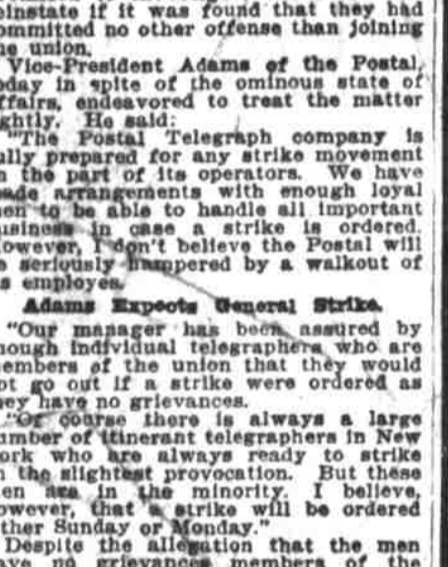 einstate if it was found that they had
ommitted no other offense than joining
he union.
Vice-President Adams of the Postal,
oday in spite of the ominous state of
ffairs, endeavored to treat the matter
ghtly. He said:
"The Postal Telegraph company is
ully prepared for any strike movement
n the part of its operators. We have
ade arrangements with enough loyal
en to be able to handle all important
usiness in case a strike is ordered.
owever, I don't believe the Postal will
e seriously hampered by a walkout of
s employes.
Adams Expects General Strike.
"Our manager has been assured by
nough individual telegraphers who are
embers of the union that they would
ot go out if a strike were ordered as
hey have no grievances.
"Of course there is always a large
umber of itinerant telegraphers in New
ork who are always ready to strike
n the slightest provocation. But these
en are in the minority. I believe,
owever, that a strike will be ordered
ither Sunday or Monday."
Despite the allegation that the men
ave no grievances members of the